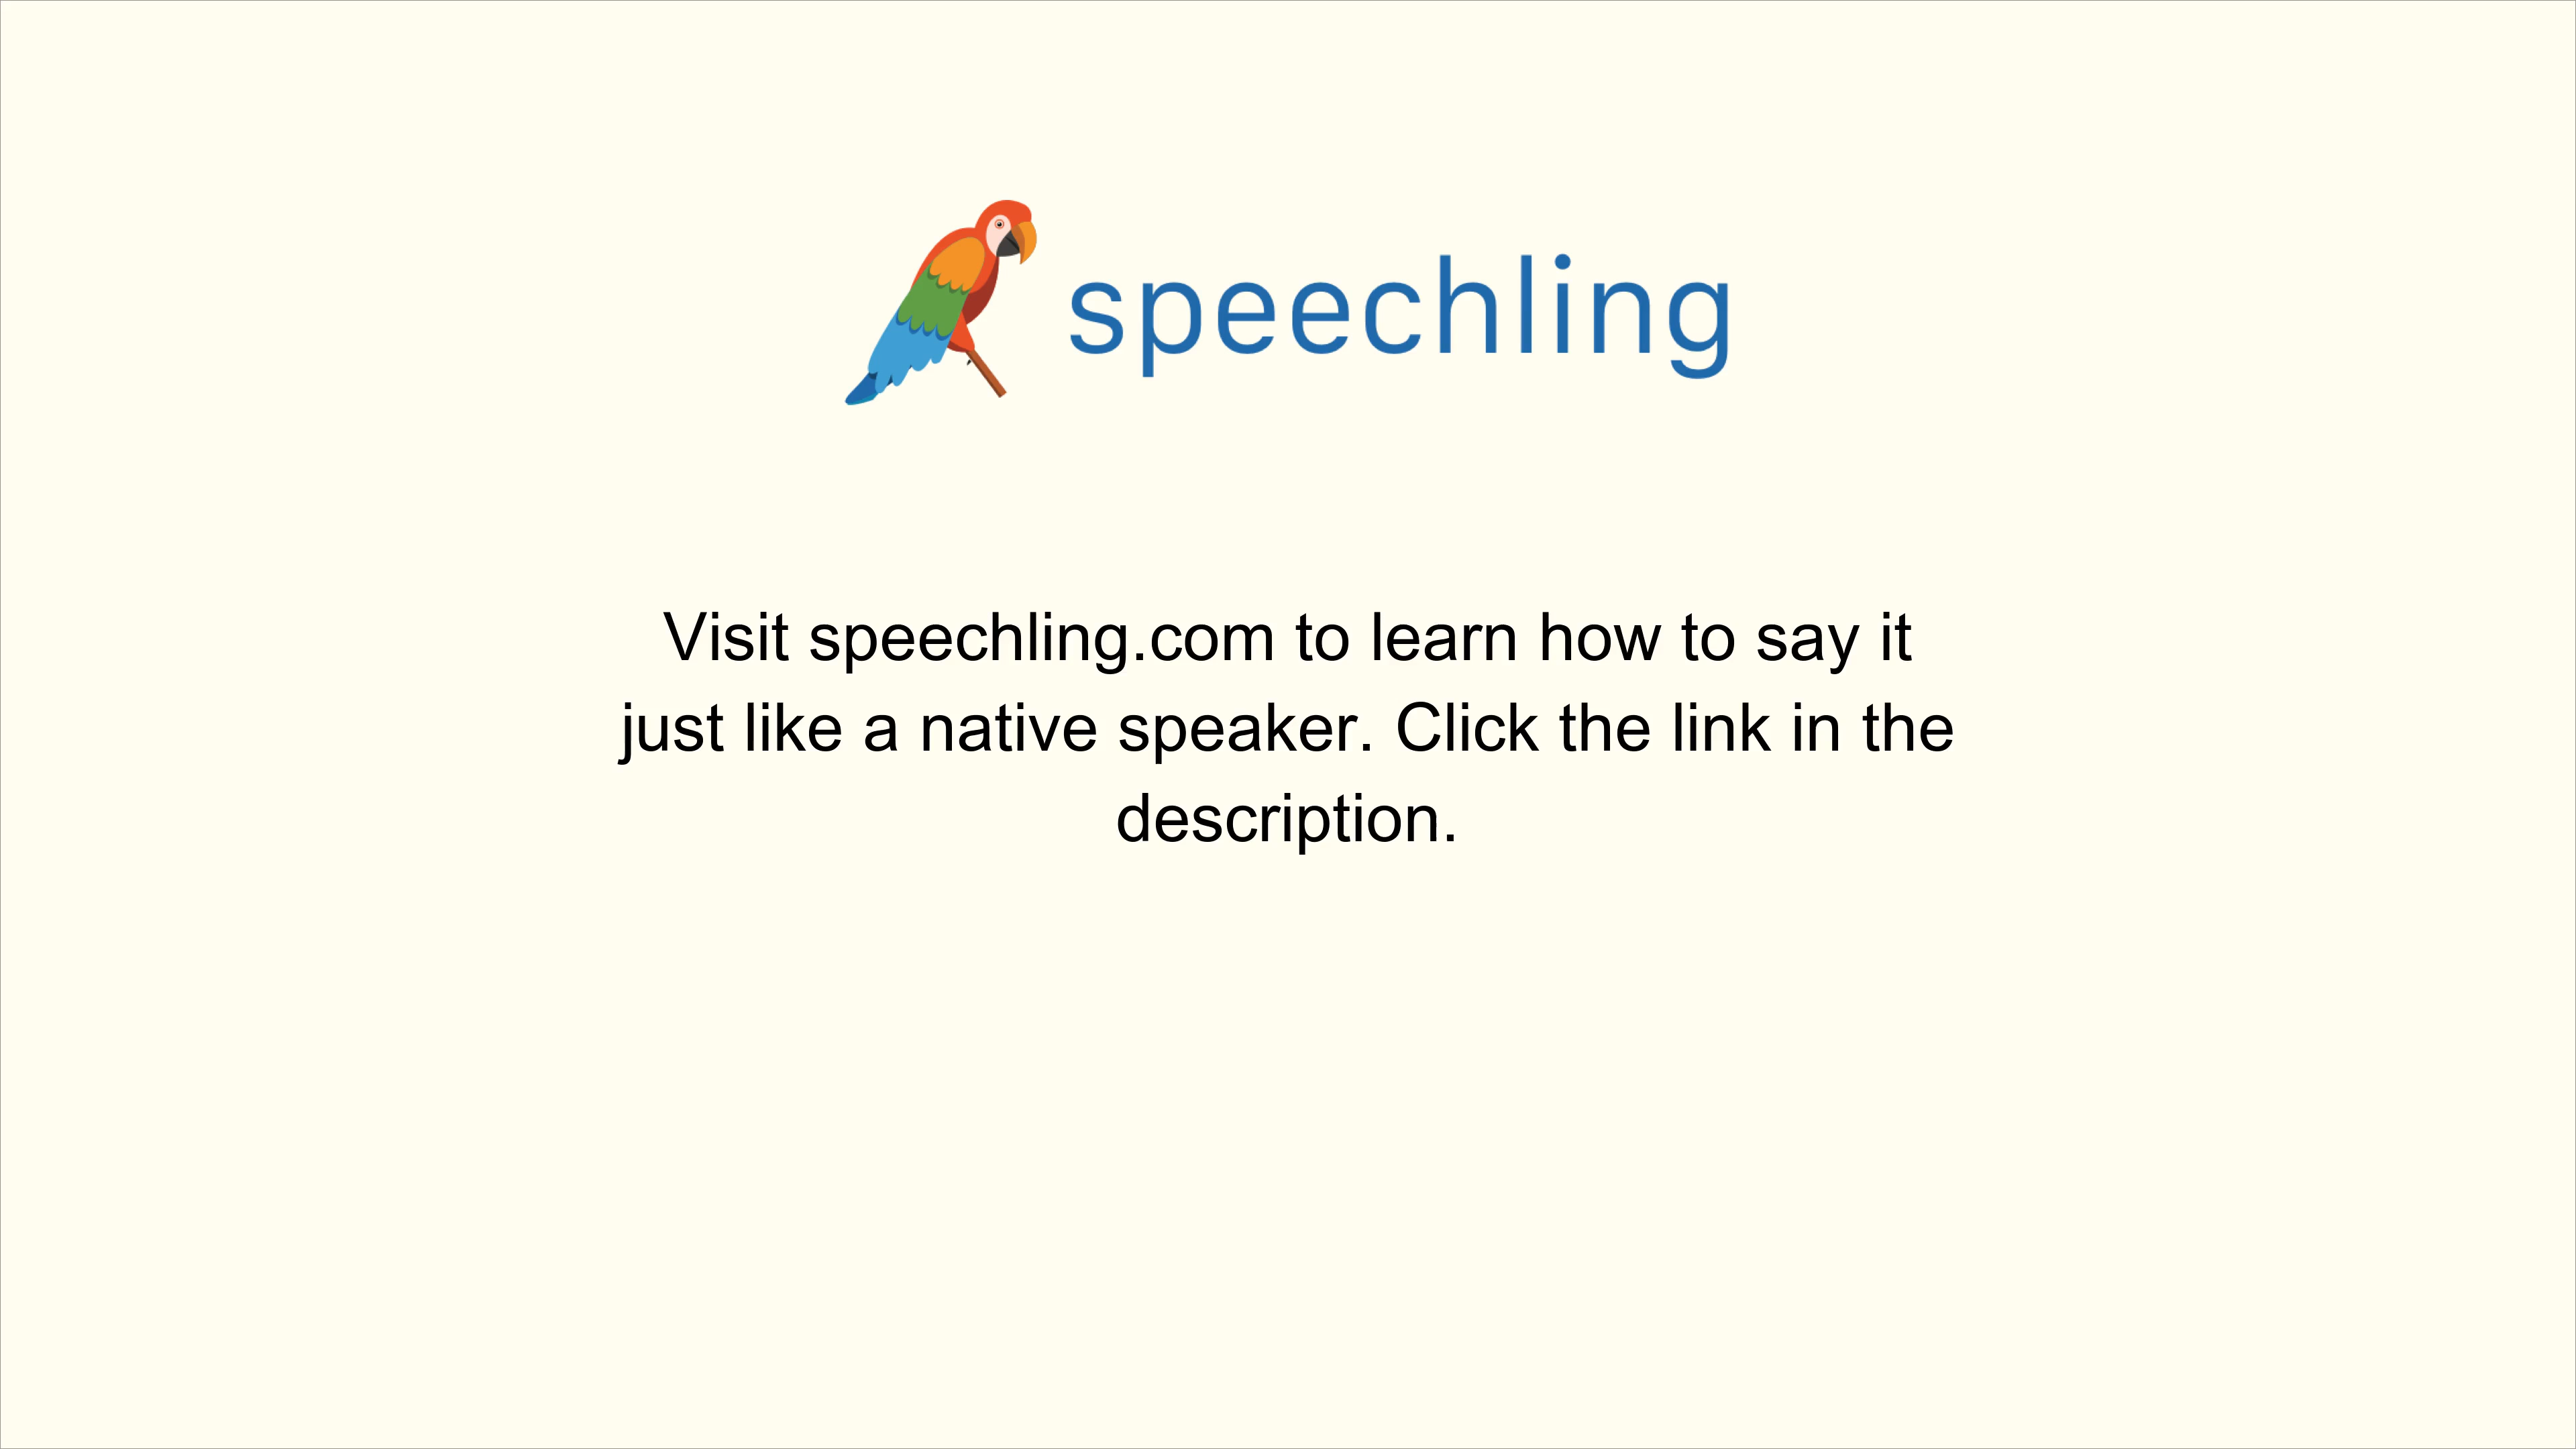 speechling
Visit speechling.com to learn how to say it
just like a native speaker. Click the link in the
description.